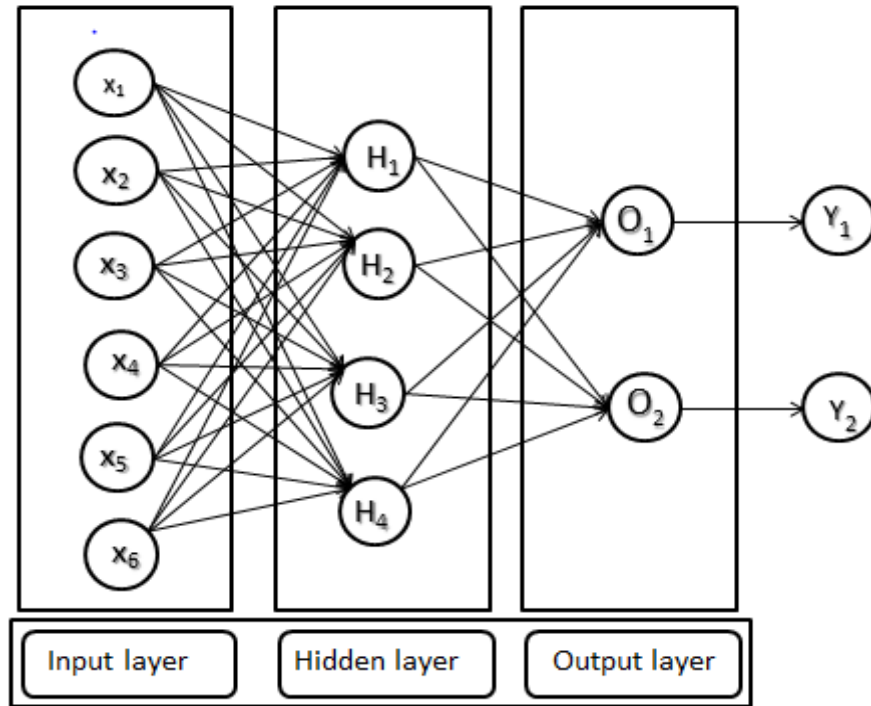 x₁
x₂
x₃
x₄
x₅
x₆
H₁
H₂
H₃
H₄
O₁
O₂
Y₁
Y₂
Input layer
Hidden layer
Output layer